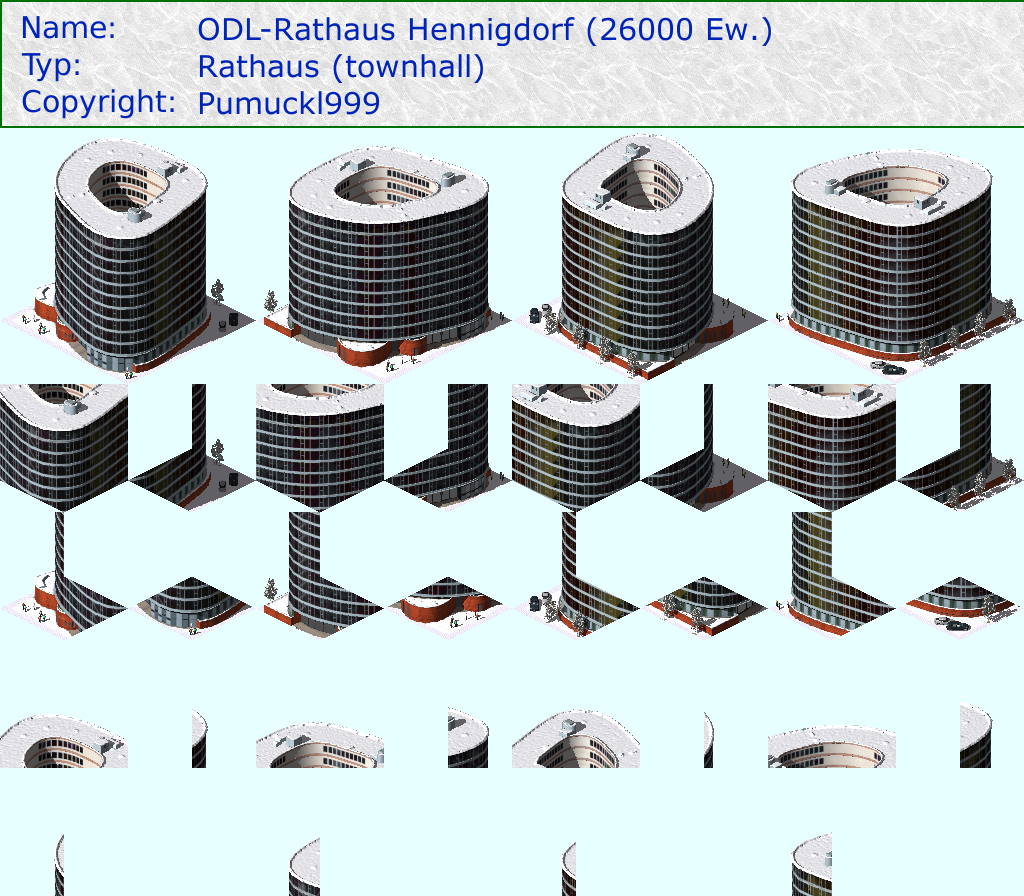 Name: ODL-Rathaus Hennigdorf (26000 Ew.)
Typ: Rathaus (townhall)
Copyright: Pumuckl999